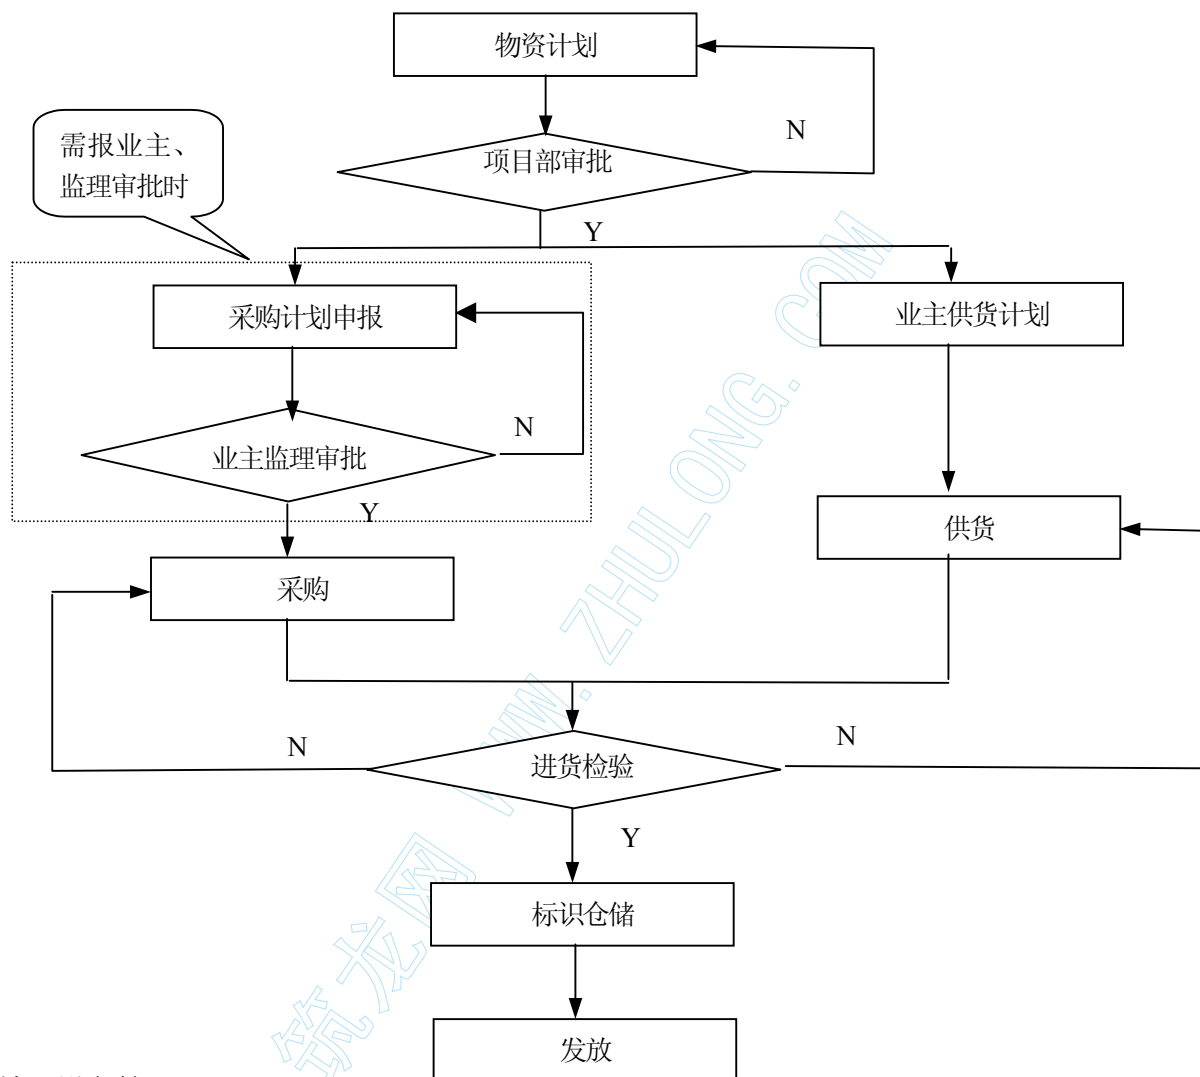 物资计划
N
需报业主、
监理审批时
项目部审批
Y
采购计划申报
业主供货计划
N
业主监理审批
Y
供货
采购
N
进货检验
N
Y
标识仓储
发放
筑龙网 WWW.ZHULONG.COM